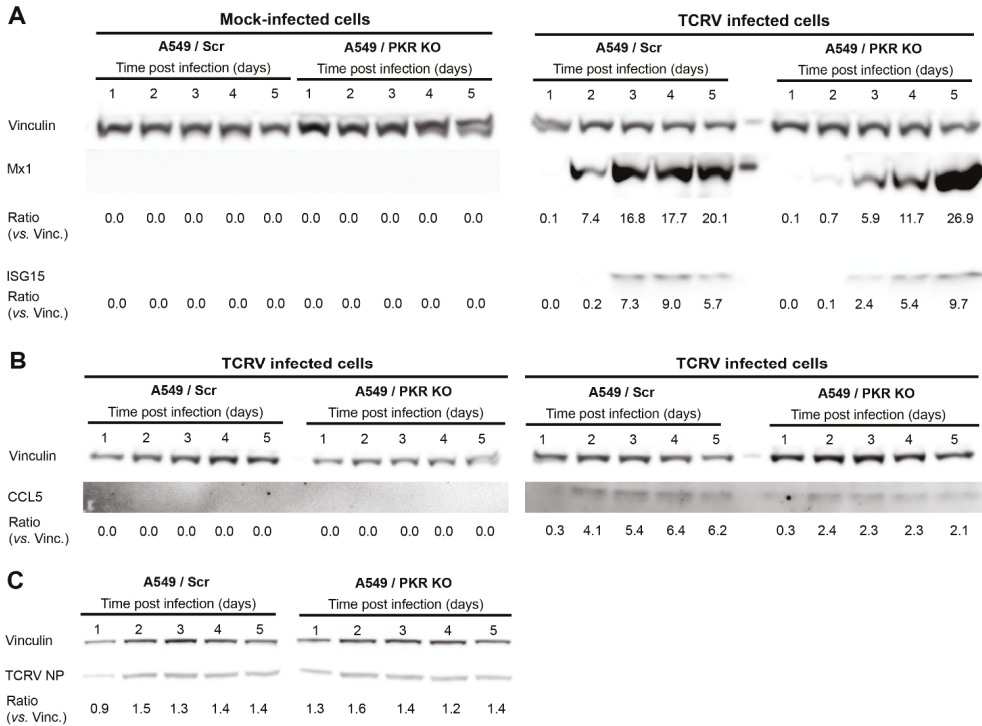 A
Mock-infected cells
TCRV infected cells
A549 / Scr
A549 / PKR KO
A549 / Scr
A549 / PKR KO
Time post infection (days)
Time post infection (days)
Time post infection (days)
Time post infection (days)
1 2 3 4 5 1 2 3 4 5 1 2 3 4 5 1 2 3 4 5
Vinculin
Mx1
Ratio 0.0 0.0 0.0 0.0 0.0 0.0 0.0 0.0 0.0 0.0 0.1 7.4 16.8 17.7 20.1 0.1 0.7 5.9 11.7 26.9
(vs. Vinc.)
ISG15
Ratio 0.0 0.0 0.0 0.0 0.0 0.0 0.0 0.0 0.0 0.0 0.0 0.2 7.3 9.0 5.7 0.0 0.1 2.4 5.4 9.7
(vs. Vinc.)
B
TCRV infected cells
TCRV infected cells
A549 / Scr
A549 / PKR KO
A549 / Scr
A549 / PKR KO
Time post infection (days)
Time post infection (days)
Time post infection (days)
Time post infection (days)
1 2 3 4 5 1 2 3 4 5 1 2 3 4 5 1 2 3 4 5
Vinculin
CCL5
Ratio 0.0 0.0 0.0 0.0 0.0 0.0 0.0 0.0 0.0 0.0 0.3 4.1 5.4 6.4 6.2 0.3 2.4 2.3 2.3 2.1
(vs. Vinc.)
C
A549 / Scr
A549 / PKR KO
Time post infection (days)
Time post infection (days)
1 2 3 4 5 1 2 3 4 5
Vinculin
TCRV NP
Ratio 0.9 1.5 1.3 1.4 1.4 1.3 1.6 1.4 1.2 1.4
(vs. Vinc.)